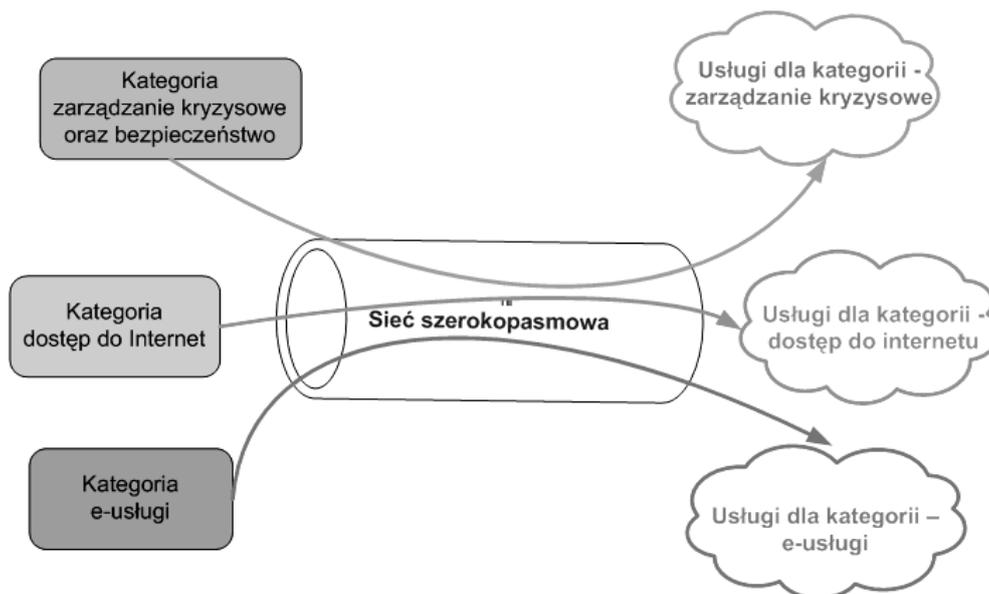 Kategoria
zarządzanie kryzysowe
oraz bezpieczeństwo
Usługi dla kategorii -
zarządzanie kryzysowe
Kategoria
dostęp do Internet
Sieć szerokopasmowa
Usługi dla kategorii -
dostęp do internetu
Kategoria
e-usługi
Usługi dla kategorii –
e-usługi